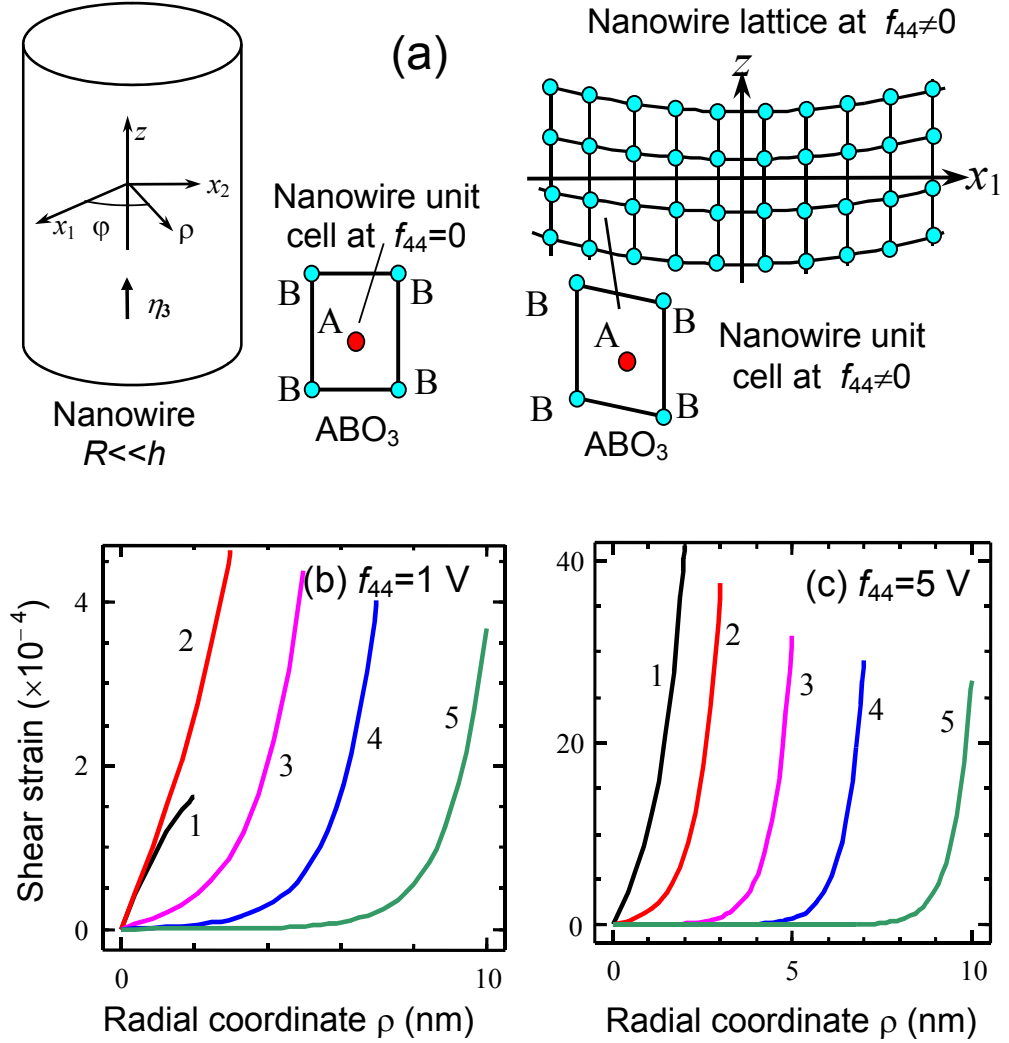 (a)
z
x₂
x₁
φ
ρ
η₃
Nanowire
R<<h
Nanowire unit
cell at f₄₄=0
B
B
A
B
B
ABO₃
Nanowire lattice at f₄₄≠0
z
x₁
B
B
A
B
B
ABO₃
Nanowire unit
cell at f₄₄≠0
(b) f₄₄=1 V
Shear strain (×10⁻⁴)
4
2
0
1
2
3
4
5
0
10
Radial coordinate ρ (nm)
(c) f₄₄=5 V
40
20
0
1
2
3
4
5
0
5
10
Radial coordinate ρ (nm)